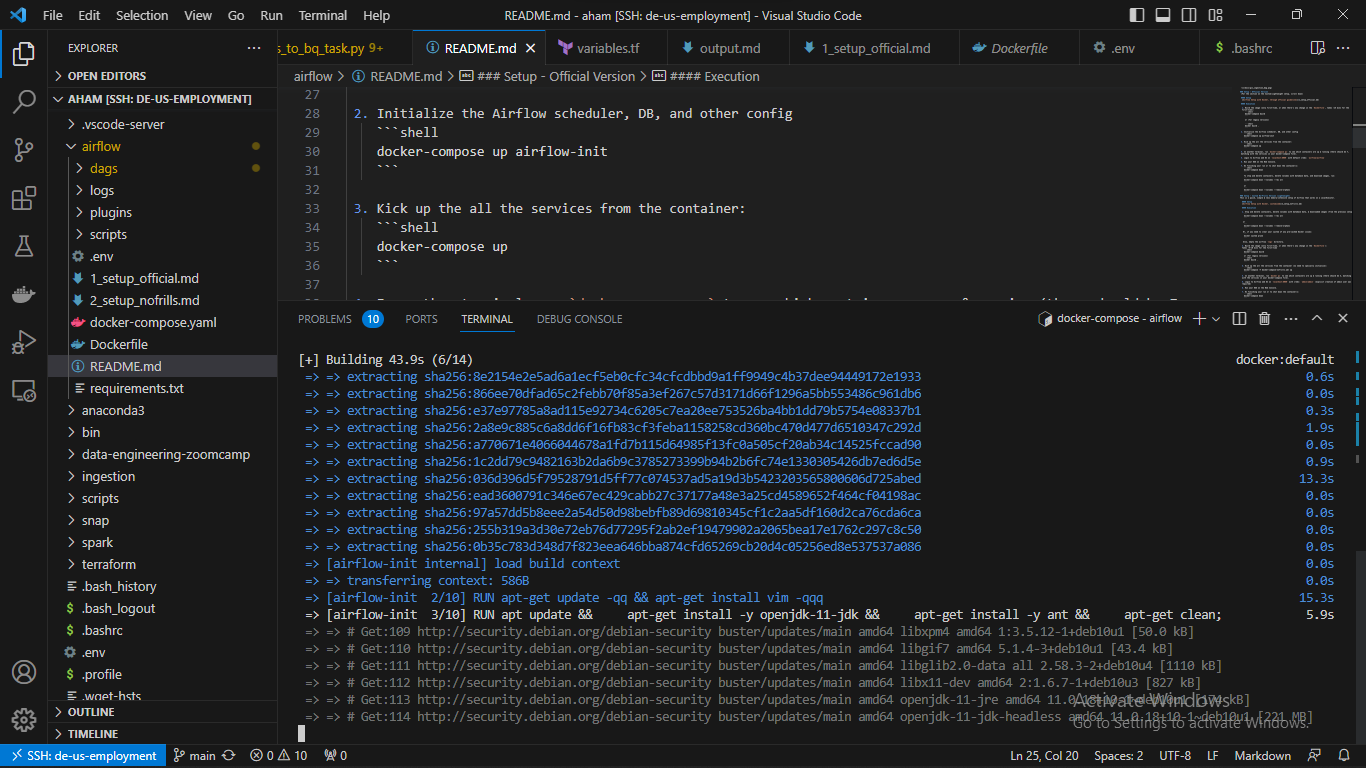 File Edit Selection View Go Run Terminal Help
README.md - aham [SSH: de-us-employment] - Visual Studio Code
EXPLORER
OPEN EDITORS
AHAM [SSH: DE-US-EMPLOYMENT]
.vscode-server
airflow
dags
logs
plugins
scripts
.env
1_setup_official.md
2_setup_nofrills.md
docker-compose.yaml
Dockerfile
README.md
requirements.txt
anaconda3
bin
data-engineering-zoomcamp
ingestion
scripts
snap
spark
terraform
.bash_history
.bash_logout
.bashrc
.env
.profile
.wget-hsts
OUTLINE
TIMELINE
s_to_bq_task.py 9+ README.md variables.tf output.md 1_setup_official.md Dockerfile .env .bashrc
airflow > README.md > ### Setup - Official Version > #### Execution
27
28 2. Initialize the Airflow scheduler, DB, and other config
29 ```shell
30 docker-compose up airflow-init
31 ```
32
33 3. Kick up the all the services from the container:
34 ```shell
35 docker-compose up
36 ```
37
PROBLEMS 10 PORTS TERMINAL DEBUG CONSOLE
docker-compose - airflow
[+] Building 43.9s (6/14) docker:default
=> => extracting sha256:8e2154e2e5ad6a1ecf5eb0cfc34cfcdbbd9a1ff9949c4b37dee94449172e1933 0.6s
=> => extracting sha256:866ee70dfad65c2febb70f85a3ef267c57d3171d66f1296a5bb553486c961db6 0.0s
=> => extracting sha256:e37e97785a8ad115e92734c6205c7ea20ee753526ba4bb1dd79b5754e08337b1 0.3s
=> => extracting sha256:2a8e9c885c6a8dd6f16fb83cf3feba1158258cd360bc470d477d6510347c292d 1.9s
=> => extracting sha256:a770671e4066044678a1fd7b115d64985f13fc0a505cf20ab34c14525fccad90 0.0s
=> => extracting sha256:1c2dd79c9482163b2da6b9c3785273399b94b2b6fc74e1330305426db7ed6d5e 0.9s
=> => extracting sha256:036d396d5f79528791d5ff77c074537ad5a19d3b5423203565800606d725abed 13.3s
=> => extracting sha256:ead3600791c346e67ec429cabb27c37177a48e3a25cd4589652f464cf04198ac 0.0s
=> => extracting sha256:97a57dd5b8eee2a54d50d98bebfb89d69810345cf1c2aa5df160d2ca76cda6ca 0.0s
=> => extracting sha256:255b319a3d30e72eb76d77295f2ab2ef19479902a2065bea17e1762c297c8c50 0.0s
=> => extracting sha256:0b35c783d348d7f823eea646bba874cfd65269cb20d4c05256ed8e537537a086 0.0s
=> [airflow-init internal] load build context 0.0s
=> => transferring context: 586B 0.0s
=> [airflow-init 2/10] RUN apt-get update -qq && apt-get install vim -qqq 15.3s
=> [airflow-init 3/10] RUN apt update && apt-get install -y openjdk-11-jdk && apt-get install -y ant && apt-get clean; 5.9s
=> => # Get:109 http://security.debian.org/debian-security buster/updates/main amd64 libxpm4 amd64 1:3.5.12-1+deb10u1 [50.0 kB]
=> => # Get:110 http://security.debian.org/debian-security buster/updates/main amd64 libgif7 amd64 5.1.4-3+deb10u1 [43.4 kB]
=> => # Get:111 http://security.debian.org/debian-security buster/updates/main amd64 libglib2.0-data all 2.58.3-2+deb10u4 [1110 kB]
=> => # Get:112 http://security.debian.org/debian-security buster/updates/main amd64 libx11-dev amd64 2:1.6.7-1+deb10u3 [827 kB]
=> => # Get:113 http://security.debian.org/debian-security buster/updates/main amd64 openjdk-11-jre amd64
=> => # Get:114 http://security.debian.org/debian-security buster/updates/main amd64 openjdk-11-jdk-headless amd64 11.0.18+10-1~deb10u1 [221 MB]
Activate Windows
Go to Settings to activate Windows.
SSH: de-us-employment main 0 10 0 Ln 25, Col 20 Spaces: 2 UTF-8 LF Markdown